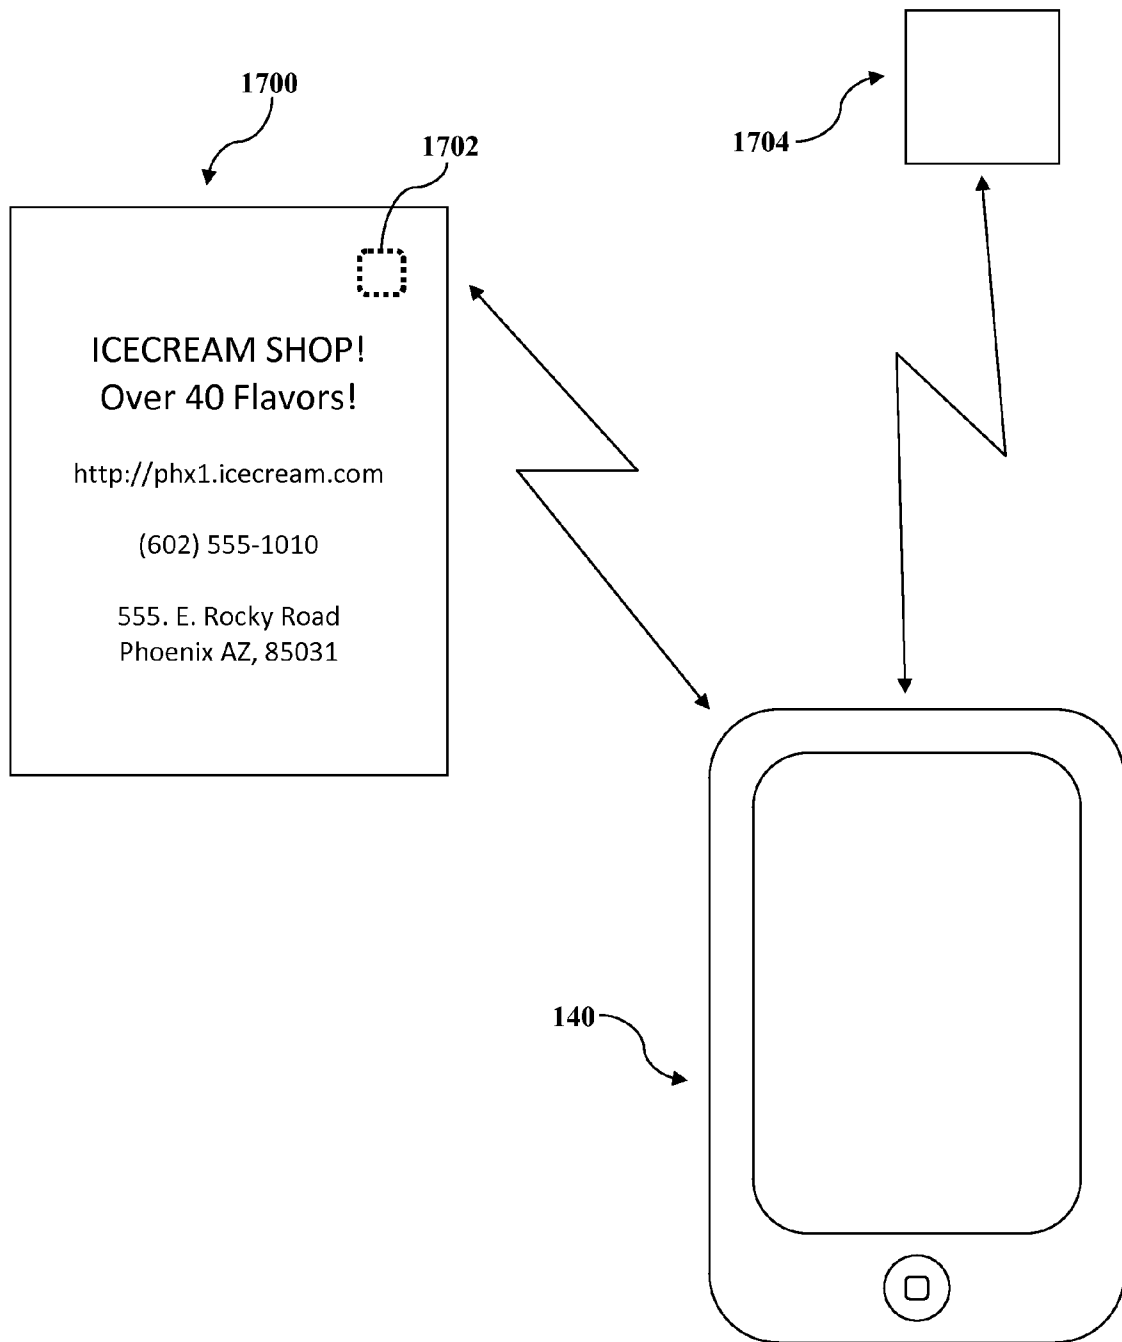 1700
1702
1704
ICECREAM SHOP!
Over 40 Flavors!
http://phx1.icecream.com
(602) 555-1010
555. E. Rocky Road
Phoenix AZ, 85031
140